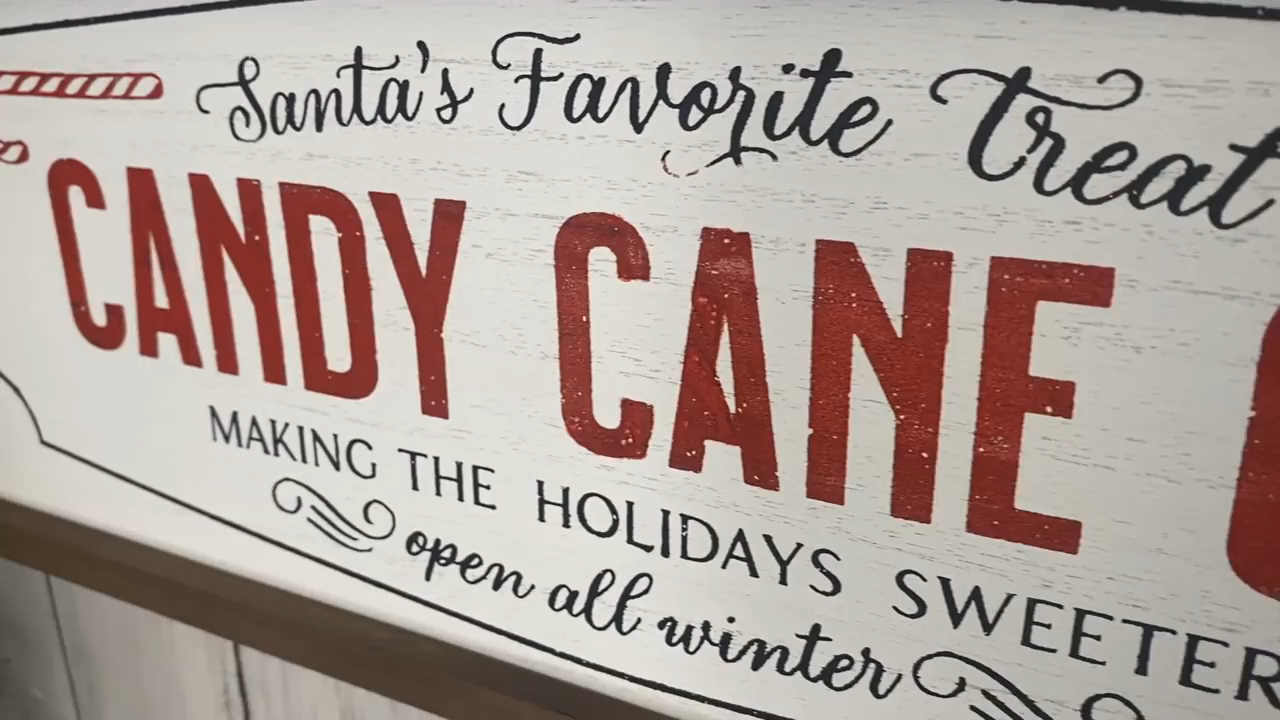 Santa's Favorite Treat
CANDY CANE
MAKING THE HOLIDAYS SWEETER
open all winter